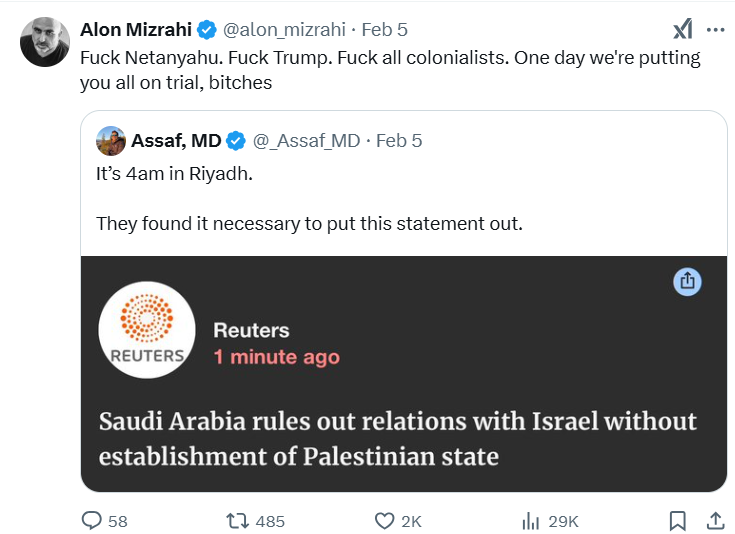 Alon Mizrahi @alon_mizrahi · Feb 5
Fuck Netanyahu. Fuck Trump. Fuck all colonialists. One day we're putting
you all on trial, bitches
Assaf, MD @_Assaf_MD · Feb 5
It’s 4am in Riyadh.
They found it necessary to put this statement out.
REUTERS
Reuters
1 minute ago
Saudi Arabia rules out relations with Israel without
establishment of Palestinian state
58 485 2K 29K